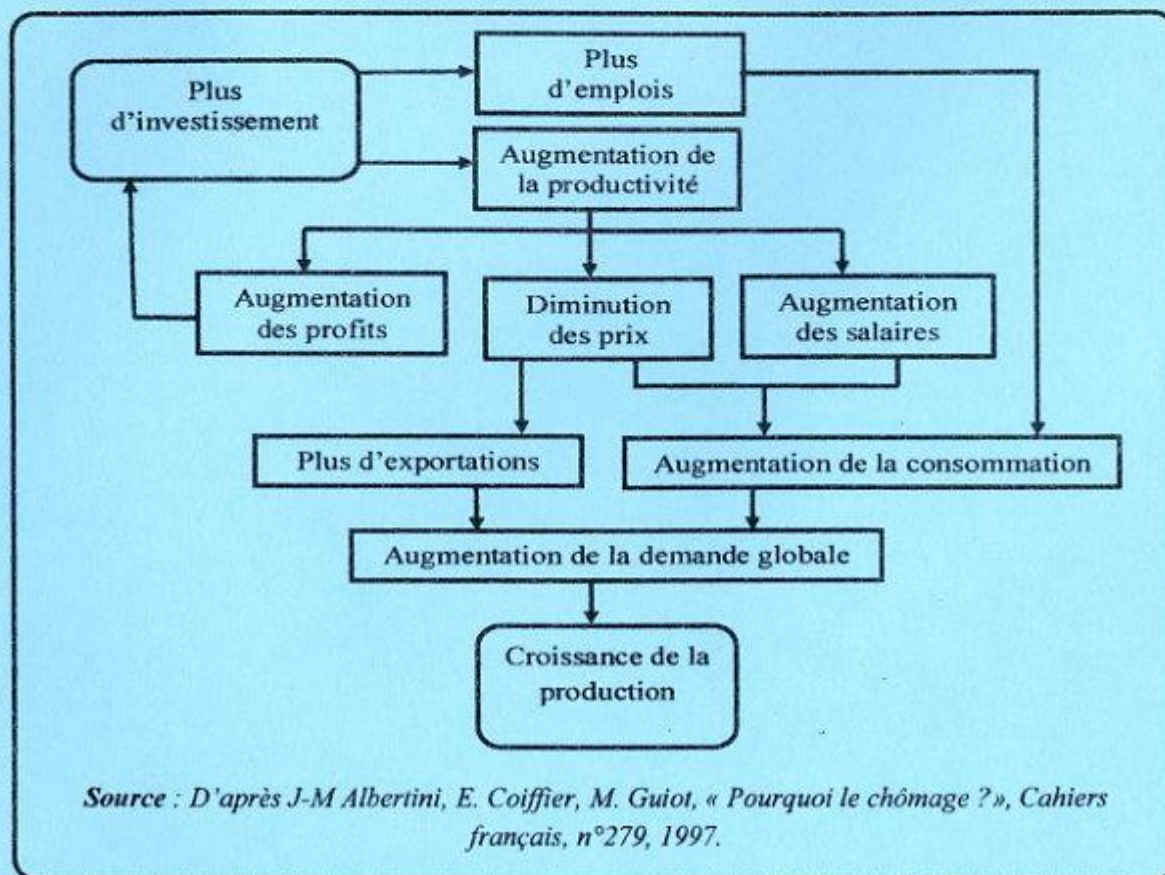 Plus
d'investissement
Plus
d'emplois
Augmentation de
la productivité
Augmentation
des profits
Diminution
des prix
Augmentation
des salaires
Plus d'exportations
Augmentation de la consommation
Augmentation de la demande globale
Croissance de la
production
Source : D'après J-M Albertini, E. Coiffier, M. Guiot, « Pourquoi le chômage ? », Cahiers
français, n°279, 1997.